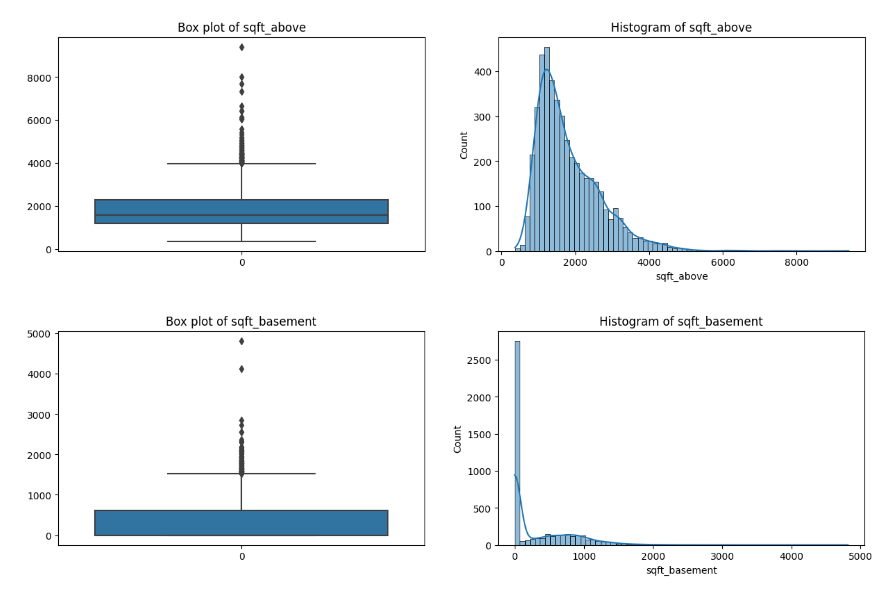 Box plot of sqft_above
8000
6000
4000
2000
0
0
Histogram of sqft_above
400
300
200
100
0
Count
0 2000 4000 6000 8000
sqft_above
Box plot of sqft_basement
5000
4000
3000
2000
1000
0
0
Histogram of sqft_basement
2500
2000
1500
1000
500
0
Count
0 1000 2000 3000 4000 5000
sqft_basement